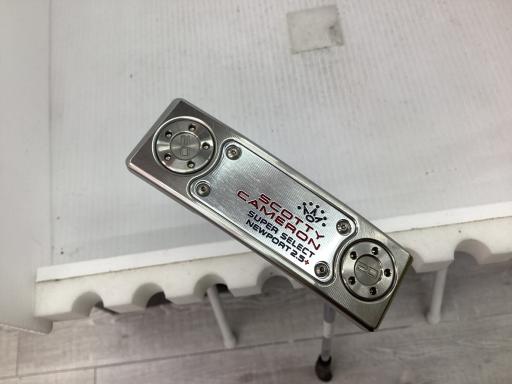 SCOTTY
CAMERON
SUPER SELECT
NEWPORT 2.5+